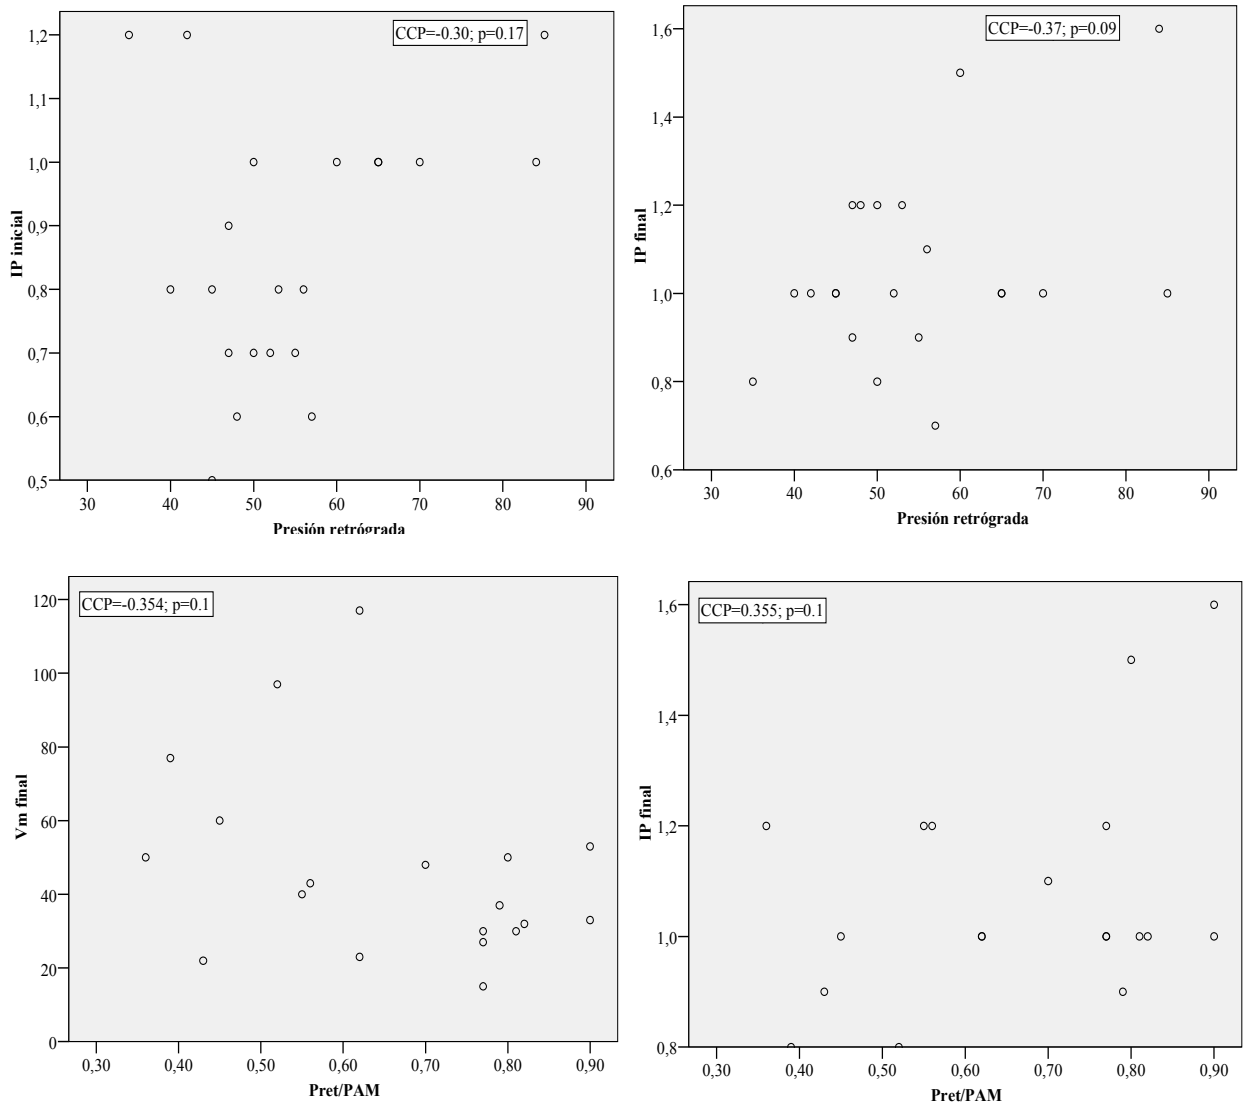 CCP=-0.30; p=0.17
1,2
1,1
1,0
0,9
0,8
0,7
0,6
0,5
IP inicial
30 40 50 60 70 80 90
Presión retrógrada
CCP=-0.37; p=0.09
1,6
1,4
1,2
1,0
0,8
0,6
IP final
30 40 50 60 70 80 90
Presión retrógrada
CCP=-0.354; p=0.1
120
100
80
60
40
20
0
Vm final
0,30 0,40 0,50 0,60 0,70 0,80 0,90
Pret/PAM
CCP=0.355; p=0.1
1,6
1,4
1,2
1,0
0,8
IP final
0,30 0,40 0,50 0,60 0,70 0,80 0,90
Pret/PAM